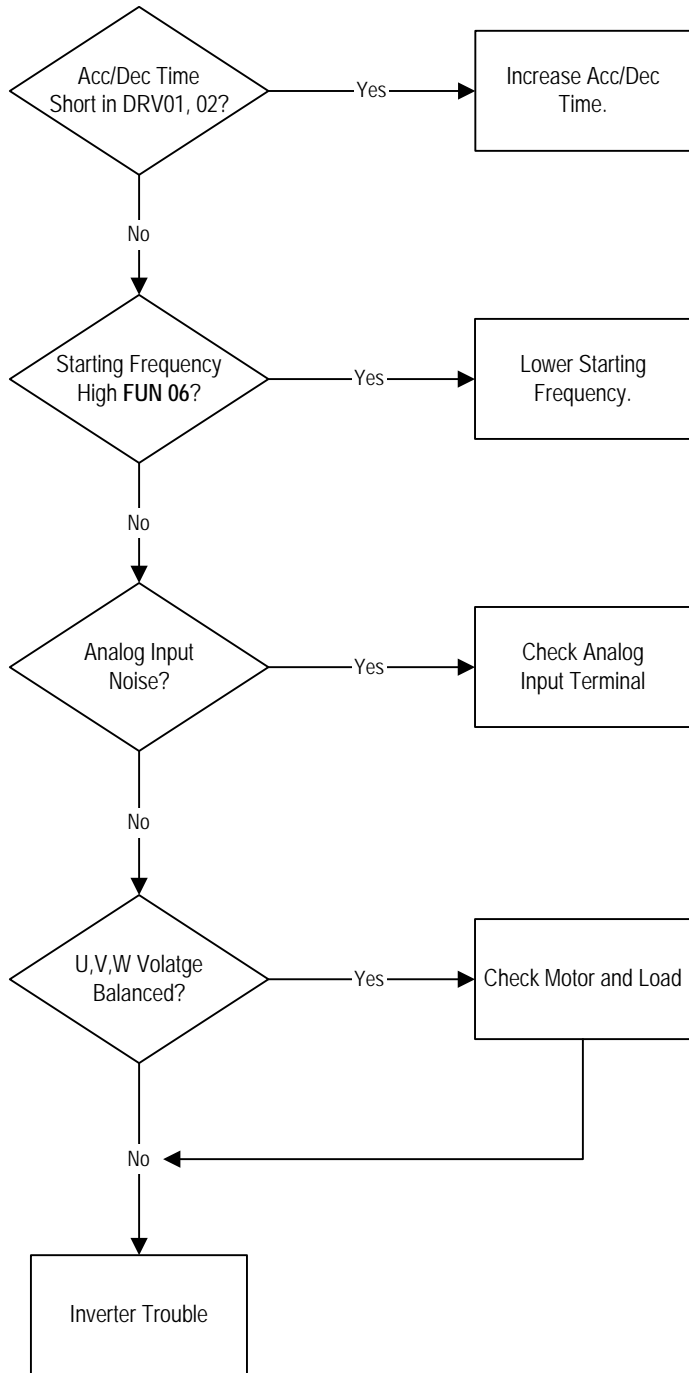 Acc/Dec Time
Short in DRV01, 02?
Yes
Increase Acc/Dec
Time.
No
Starting Frequency
High FUN 06?
Yes
Lower Starting
Frequency.
No
Analog Input
Noise?
Yes
Check Analog
Input Terminal
No
U,V,W Volatge
Balanced?
Yes
Check Motor and Load
No
Inverter Trouble